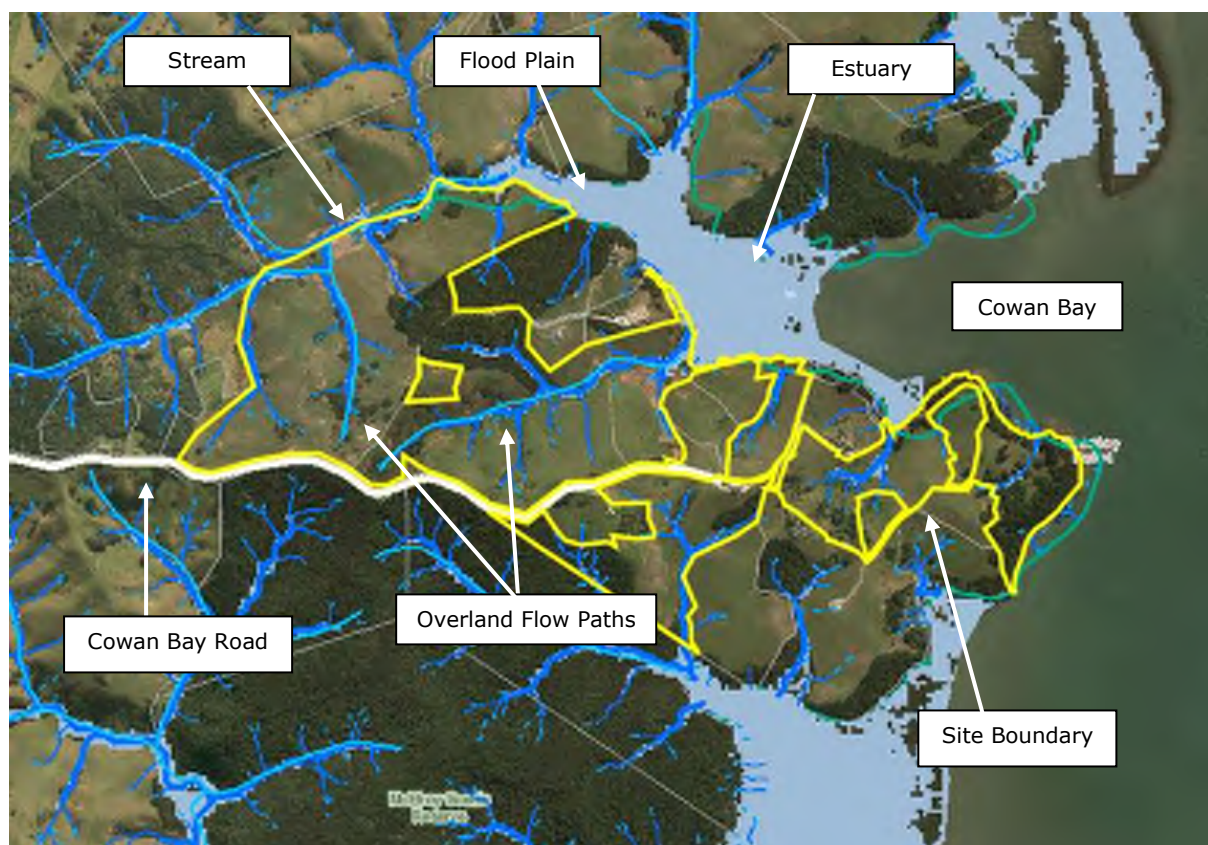 Stream
Flood Plain
Estuary
Cowan Bay
Overland Flow Paths
Cowan Bay Road
Site Boundary